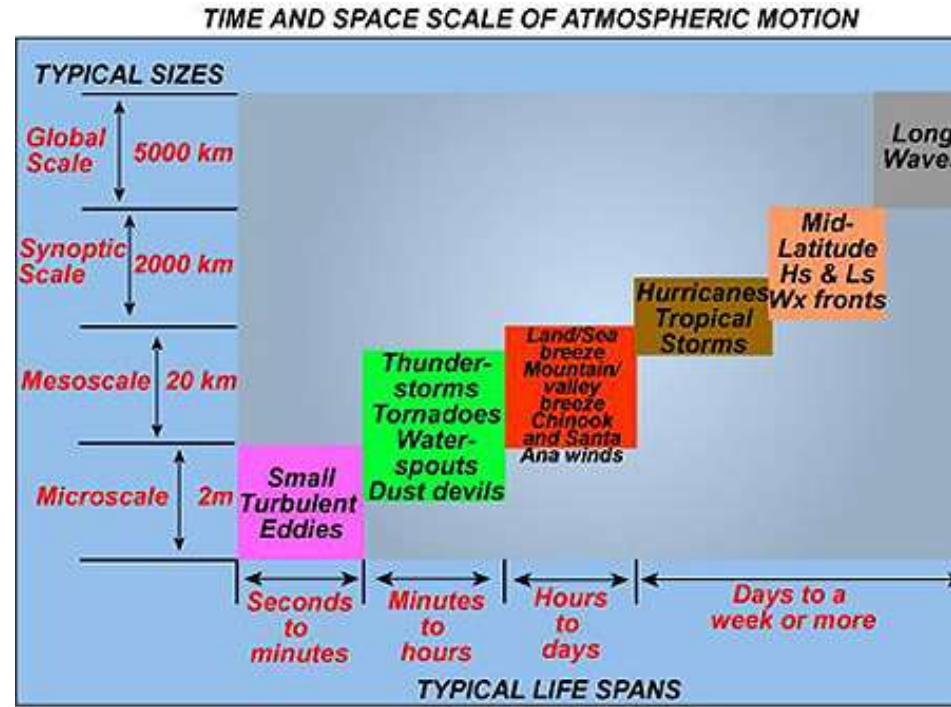 TIME AND SPACE SCALE OF ATMOSPHERIC MOTION
TYPICAL SIZES
Global
Scale
5000 km
Synoptic
Scale
2000 km
Mesoscale
20 km
Microscale
2m
Small
Turbulent
Eddies
Thunder-
storms
Tornadoes
Water-
spouts
Dust devils
Land/Sea
breeze
Mountain/
valley
breeze
Chinook
and Santa
Ana winds
Hurricanes
Tropical
Storms
Mid-
Latitude
Hs & Ls
Wx fronts
Long
Wave
Seconds
to
minutes
Minutes
to
hours
Hours
to
days
Days to a
week or more
TYPICAL LIFE SPANS